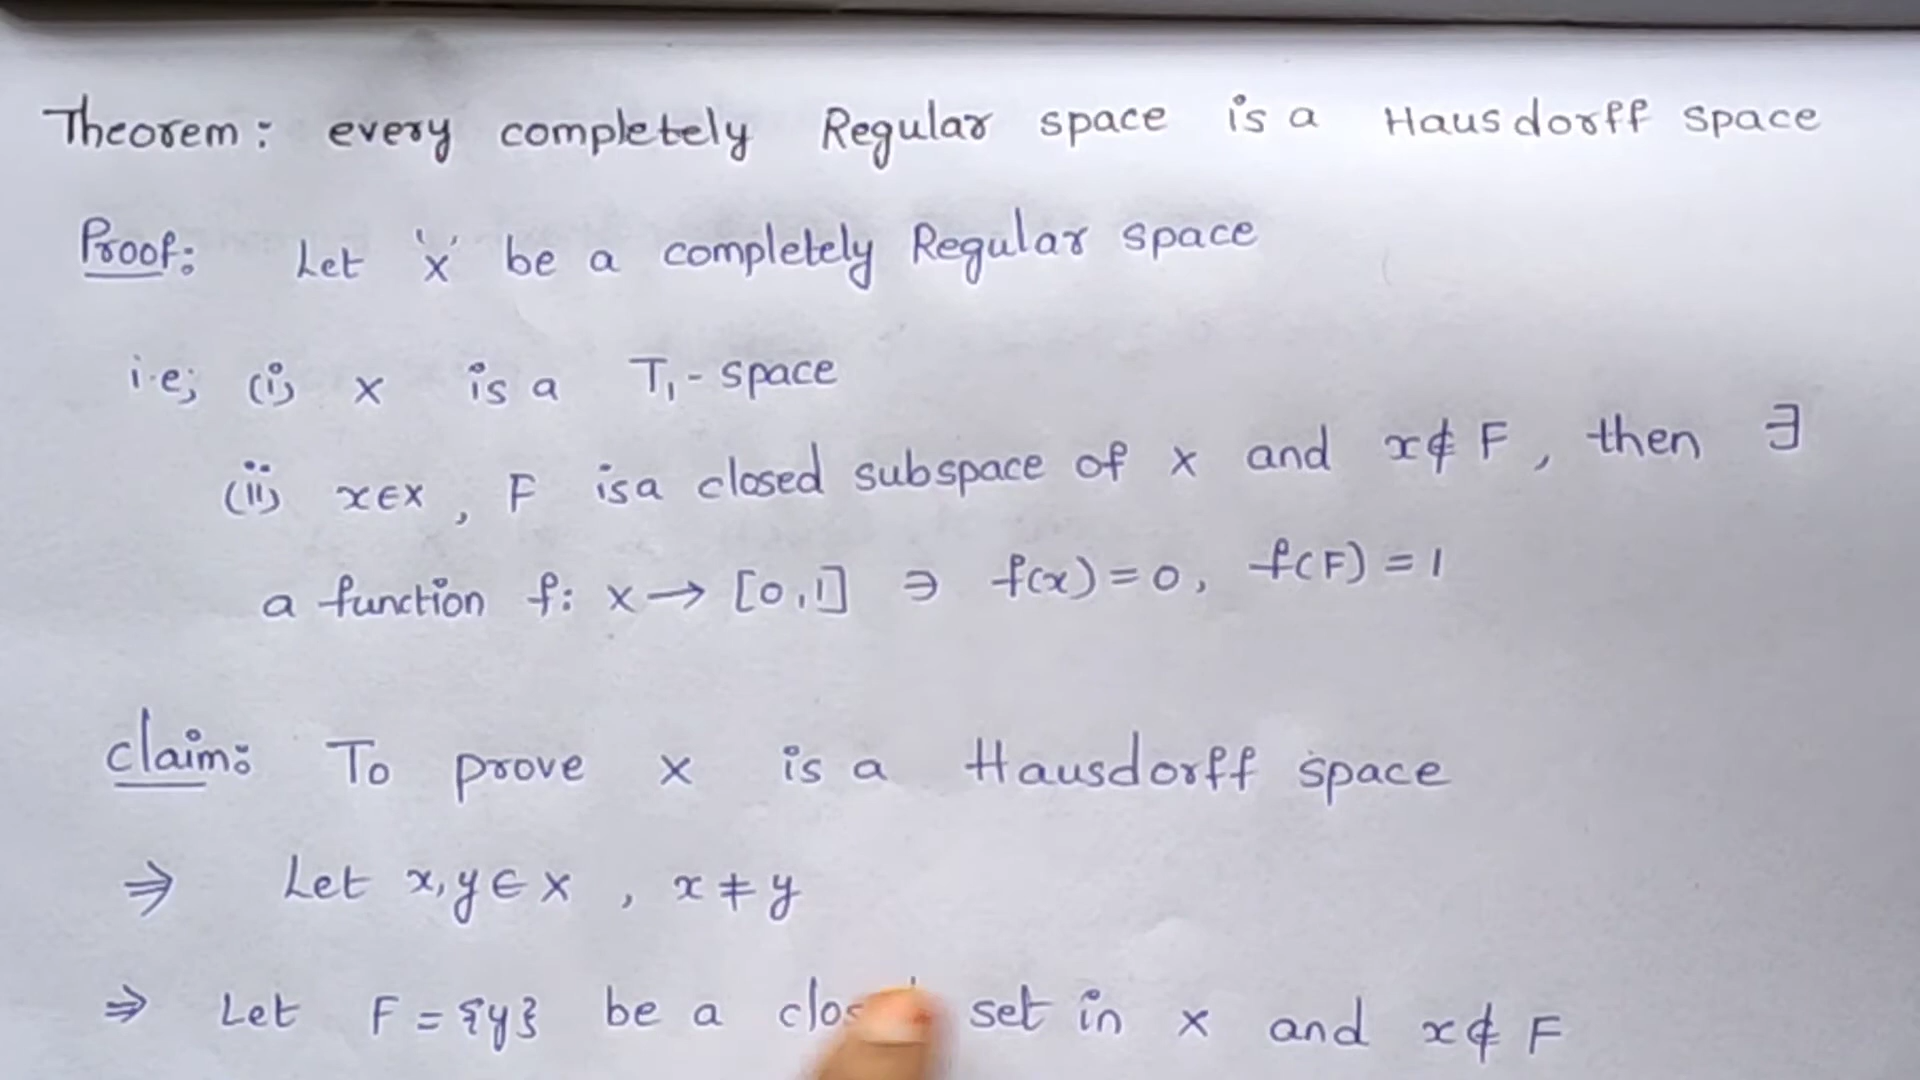 Theorem: every completely Regular space is a Hausdorff space
Proof: Let 'X' be a completely Regular space
i.e; (i) X is a T₁-space
(ii) x∈X, F is a closed subspace of X and x∉F, then ∃
a function f: X→[0,1] ∋ f(x)=0, f(F)=1
Claim: To prove X is a Hausdorff space
⇒ Let x,y∈X, x≠y
⇒ Let F={y} be a set in X and x∉F